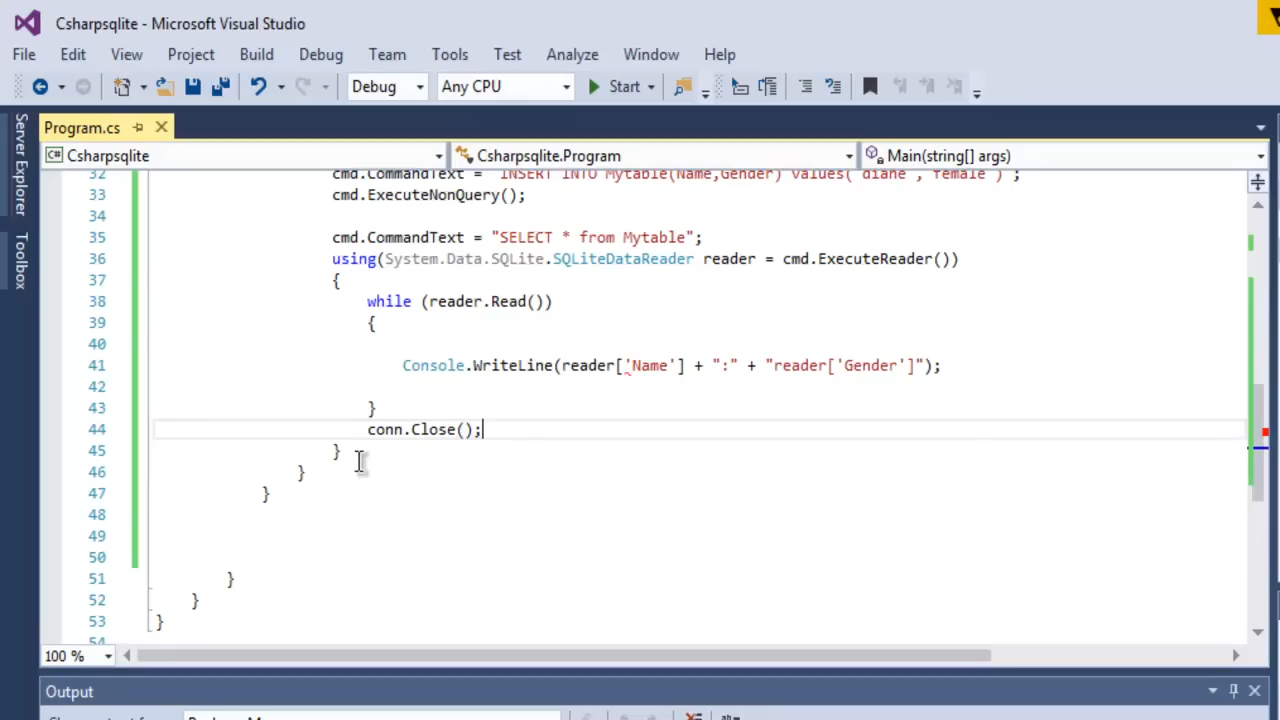 Csharpsqlite - Microsoft Visual Studio
File Edit View Project Build Debug Team Tools Test Analyze Window Help
Debug Any CPU Start
Server Explorer
Toolbox
Program.cs
Csharpsqlite Csharpsqlite.Program Main(string[] args)
32 cmd.CommandText = "INSERT INTO Mytable(Name,Gender) values('diane','female')";
33 cmd.ExecuteNonQuery();
34
35 cmd.CommandText = "SELECT * from Mytable";
36 using(System.Data.SQLite.SQLiteDataReader reader = cmd.ExecuteReader())
37 {
38 while (reader.Read())
39 {
40
41 Console.WriteLine(reader['Name'] + ":" + "reader['Gender']");
42
43 }
44 conn.Close();
45 }
46 }
47 }
48
49
50
51 }
52 }
53 }
54
100 %
Output